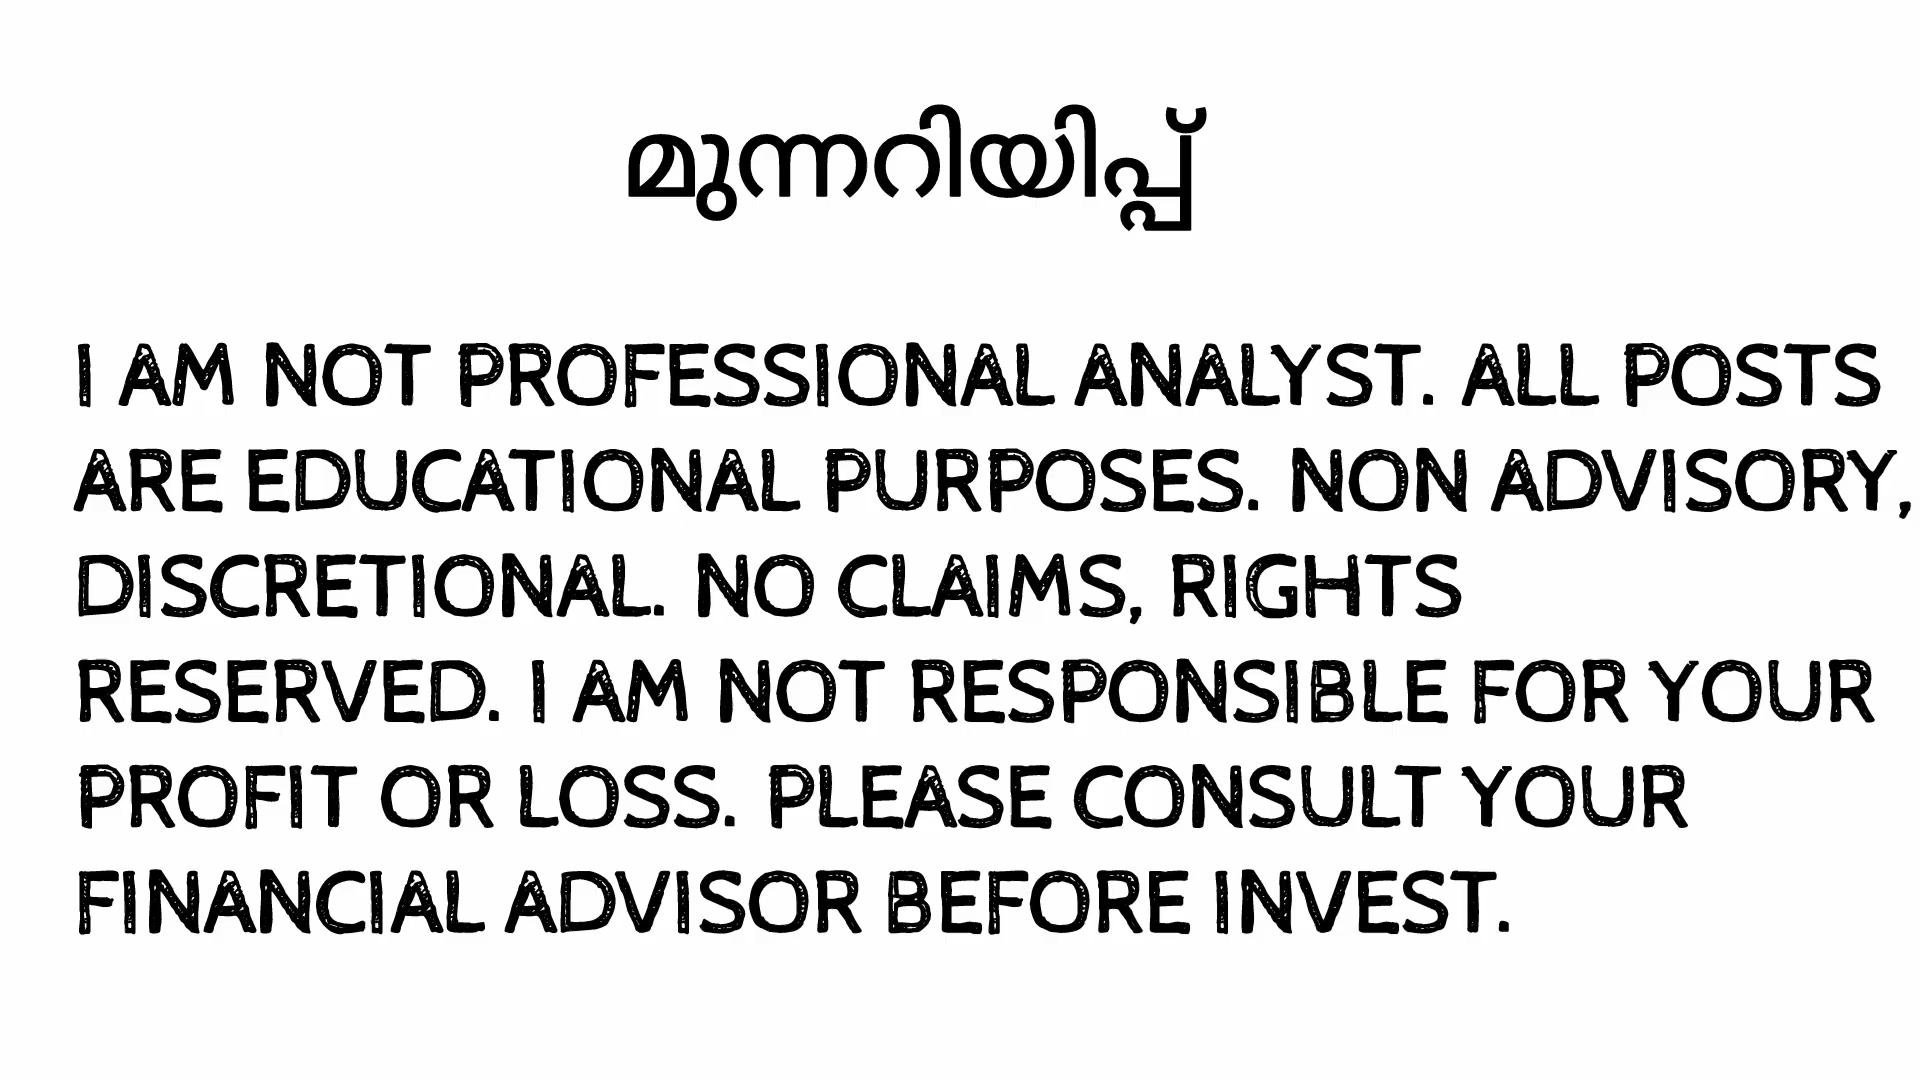 മുന്നറിയിപ്പ്
I AM NOT PROFESSIONAL ANALYST. ALL POSTS
ARE EDUCATIONAL PURPOSES. NON ADVISORY,
DISCRETIONAL. NO CLAIMS, RIGHTS
RESERVED. I AM NOT RESPONSIBLE FOR YOUR
PROFIT OR LOSS. PLEASE CONSULT YOUR
FINANCIAL ADVISOR BEFORE INVEST.